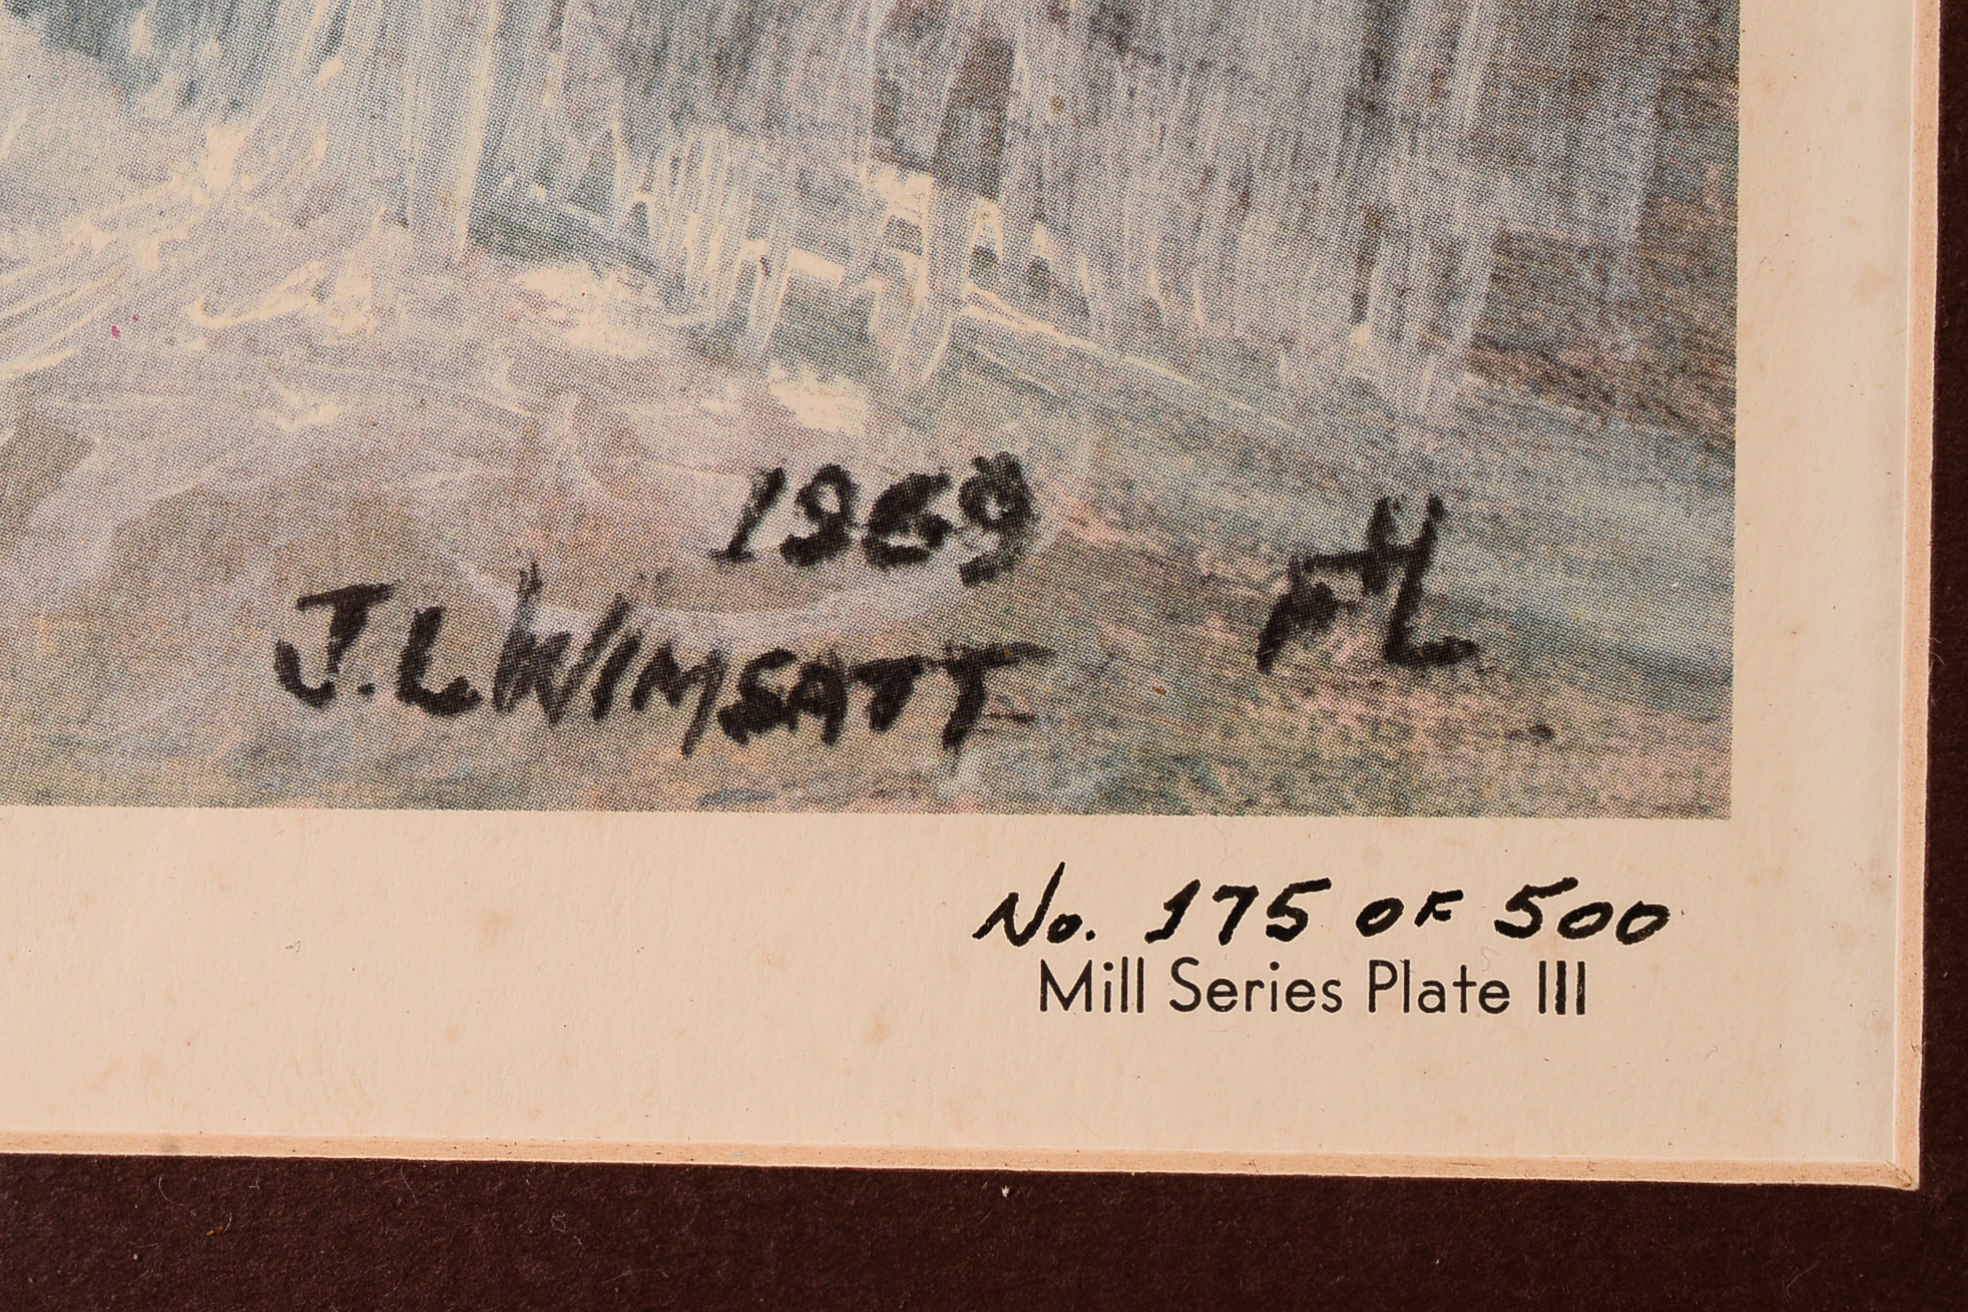 1969
J.L. WIMSATT
No. 175 OF 500
Mill Series Plate III